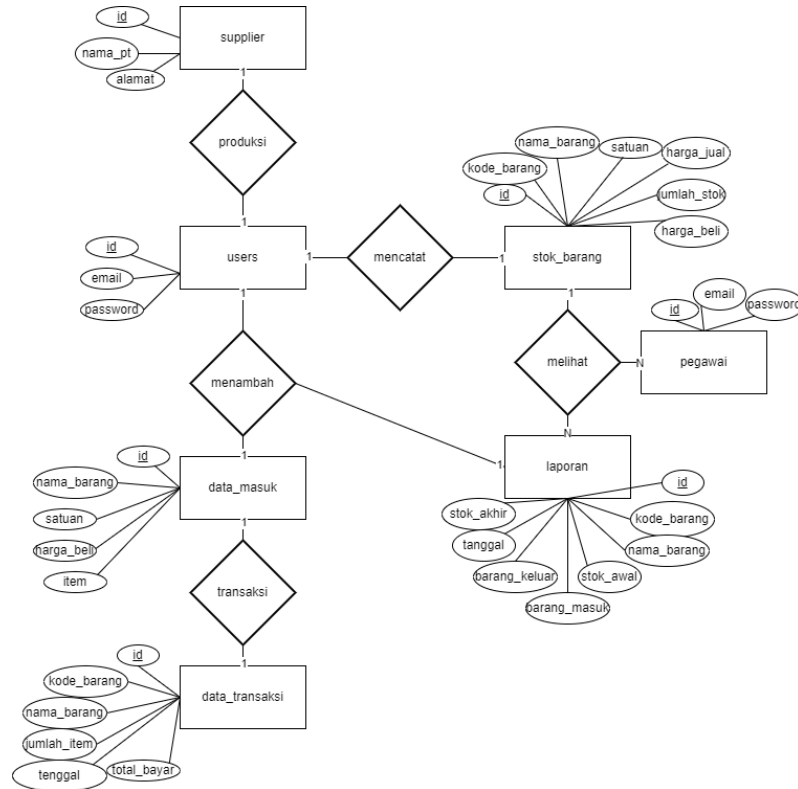 id
supplier
nama_pt
alamat
1
produksi
1
id
email
password
users
1
mencatat
1
stok_barang
nama_barang
satuan
harga_jual
kode_barang
id
jumlah_stok
harga_beli
1
1
melihat
N
id
email
password
pegawai
N
menambah
1
1
laporan
id
stok_akhir
kode_barang
tanggal
nama_barang
barang_keluar
stok_awal
barang_masuk
id
nama_barang
data_masuk
satuan
harga_beli
item
1
transaksi
1
id
kode_barang
data_transaksi
nama_barang
jumlah_item
tenggal
total_bayar